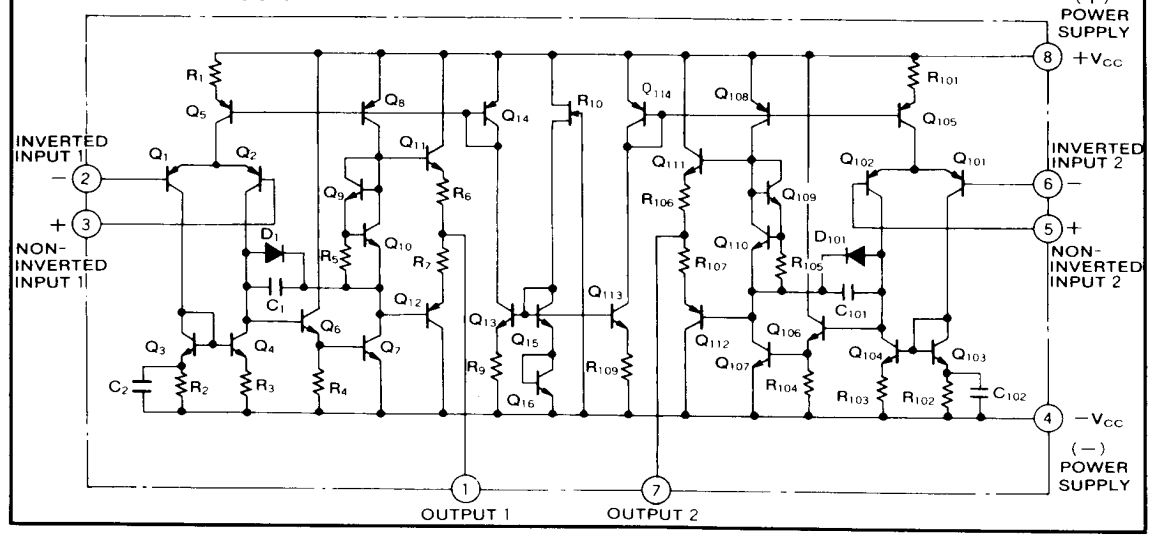 (+)
POWER
SUPPLY
8 +VCC
R1
Q5
Q8
Q14
R10
Q114
Q108
R101
Q105
INVERTED
INPUT 1
− 2
+ 3
NON-
INVERTED
INPUT 1
Q1
Q2
Q11
Q9
R6
Q10
D1
R5
R7
C1
Q12
Q6
Q7
Q3
Q4
C2
R2
R3
R4
Q13
Q15
R9
Q16
Q113
R109
Q111
R106
Q109
Q110
R107
R105
D101
C101
Q112
Q106
Q107
R104
Q102
Q101
Q104
Q103
R103
R102
C102
INVERTED
INPUT 2
6 −
5 +
NON-
INVERTED
INPUT 2
4 −VCC
(−)
POWER
SUPPLY
1
OUTPUT 1
7
OUTPUT 2